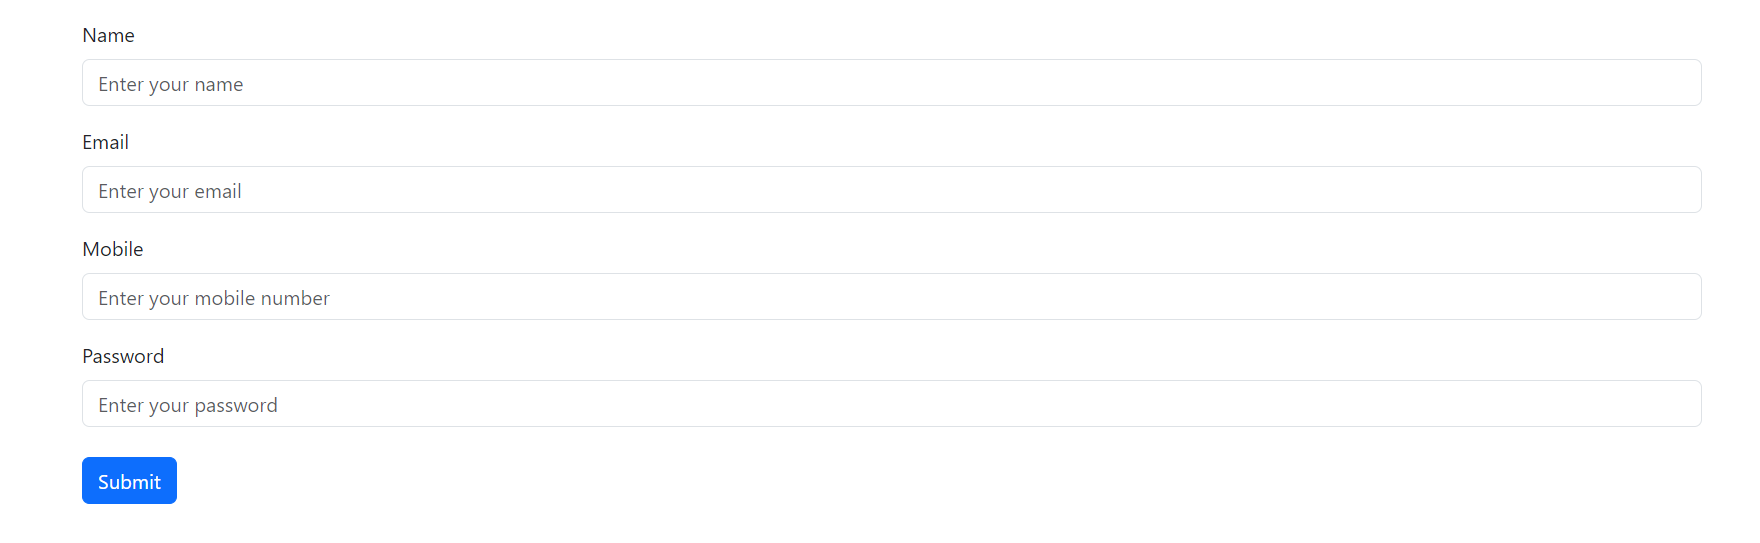 Name
Enter your name
Email
Enter your email
Mobile
Enter your mobile number
Password
Enter your password
Submit